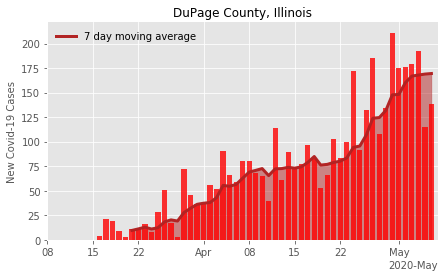 DuPage County, Illinois
7 day moving average
New Covid-19 Cases
200
175
150
125
100
75
50
25
0
08 15 22 Apr 08 15 22 May
2020-May